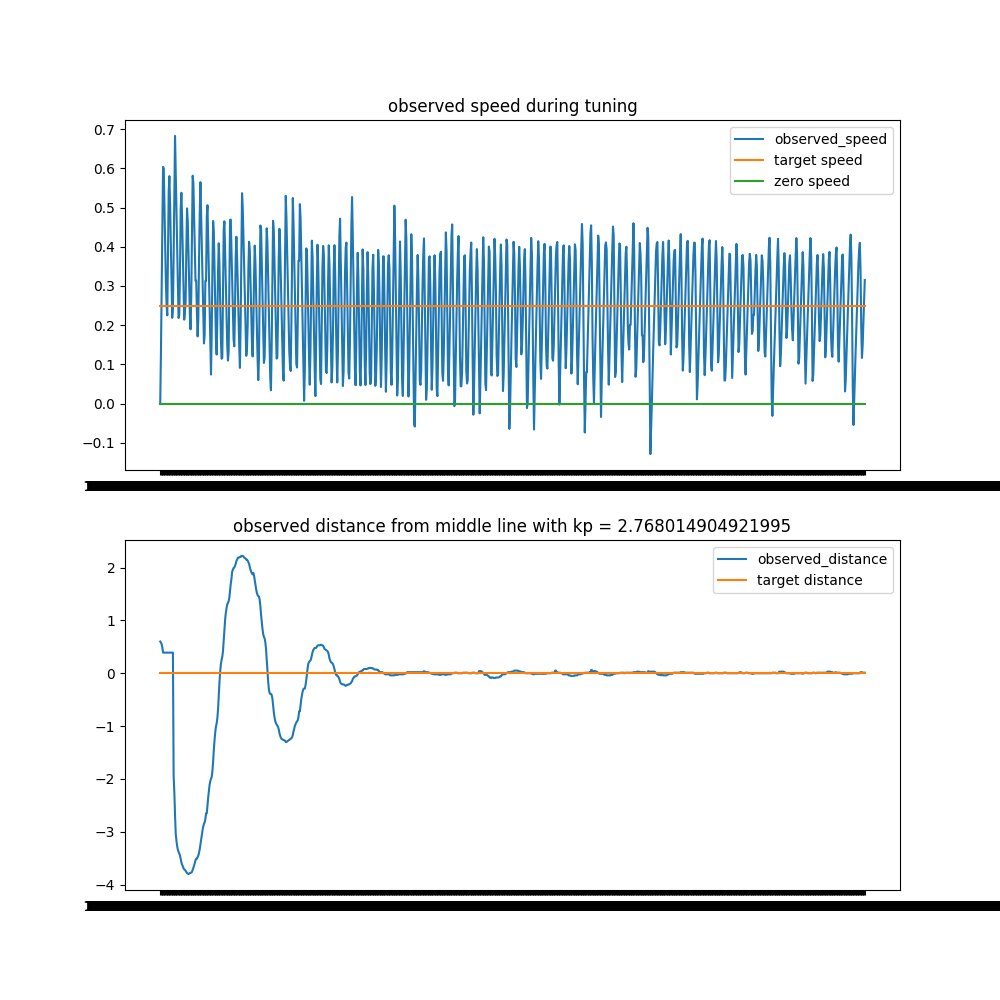 observed speed during tuning
0.7
0.6
0.5
0.4
0.3
0.2
0.1
0.0
−0.1
observed_speed
target speed
zero speed
observed distance from middle line with kp = 2.768014904921995
2
1
0
−1
−2
−3
−4
observed_distance
target distance